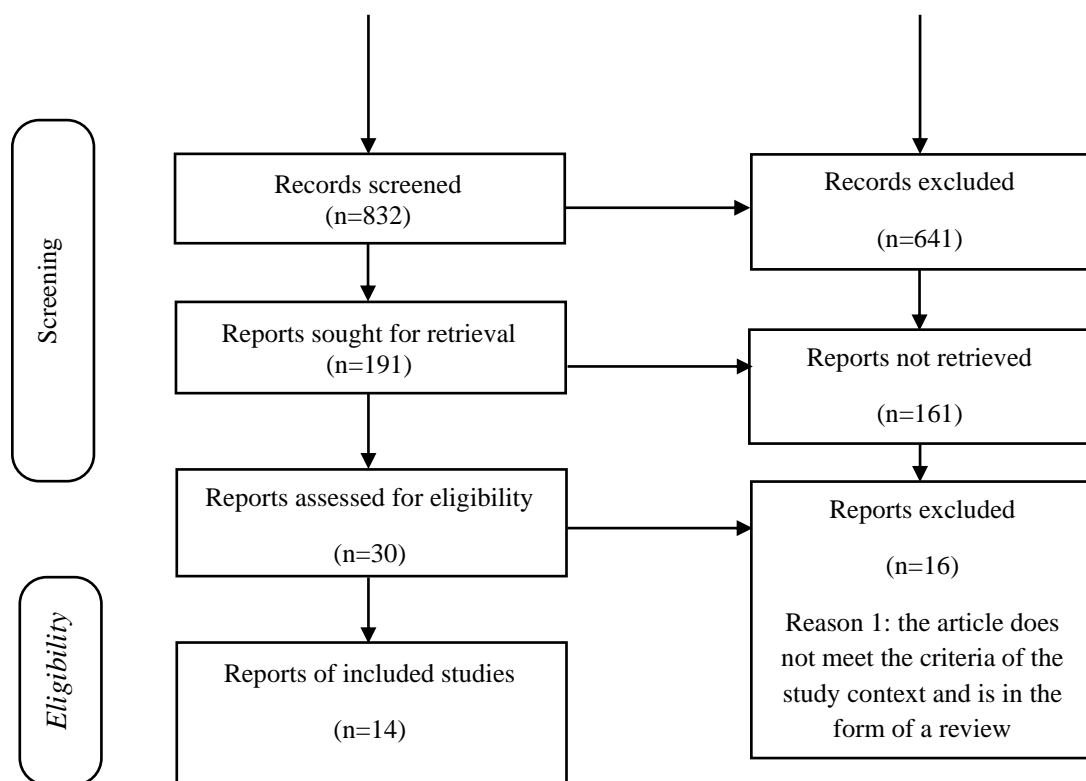 Screening
Records screened
(n=832)
Records excluded
(n=641)
Reports sought for retrieval
(n=191)
Reports not retrieved
(n=161)
Reports assessed for eligibility
(n=30)
Reports excluded
(n=16)
Reason 1: the article does
not meet the criteria of the
study context and is in the
form of a review
Eligibility
Reports of included studies
(n=14)